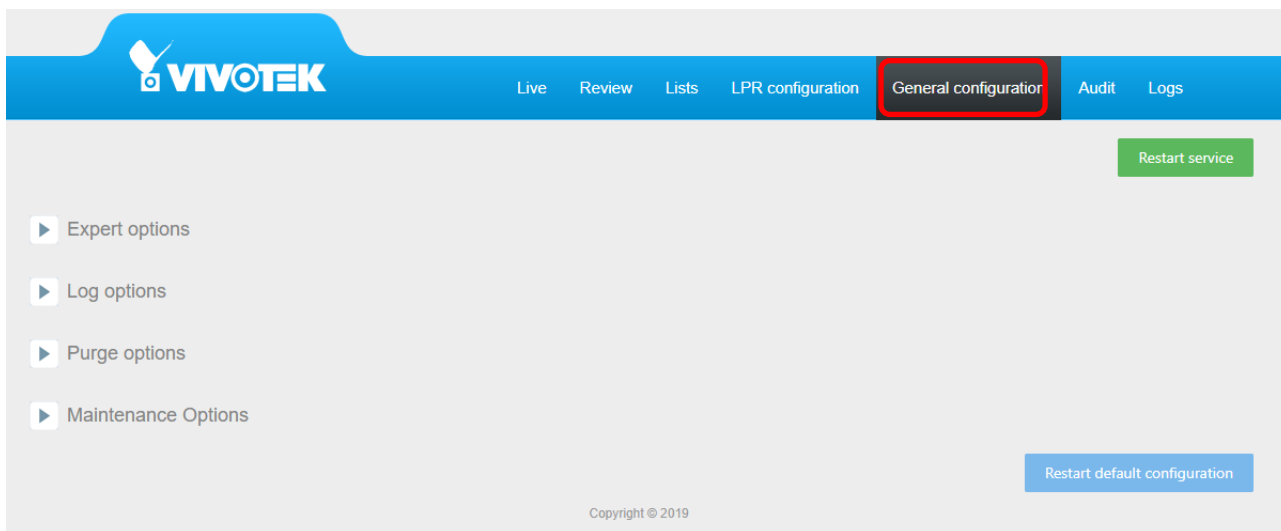 VIVOTEK
Live Review Lists LPR configuration General configuration Audit Logs
Restart service
Expert options
Log options
Purge options
Maintenance Options
Restart default configuration
Copyright © 2019